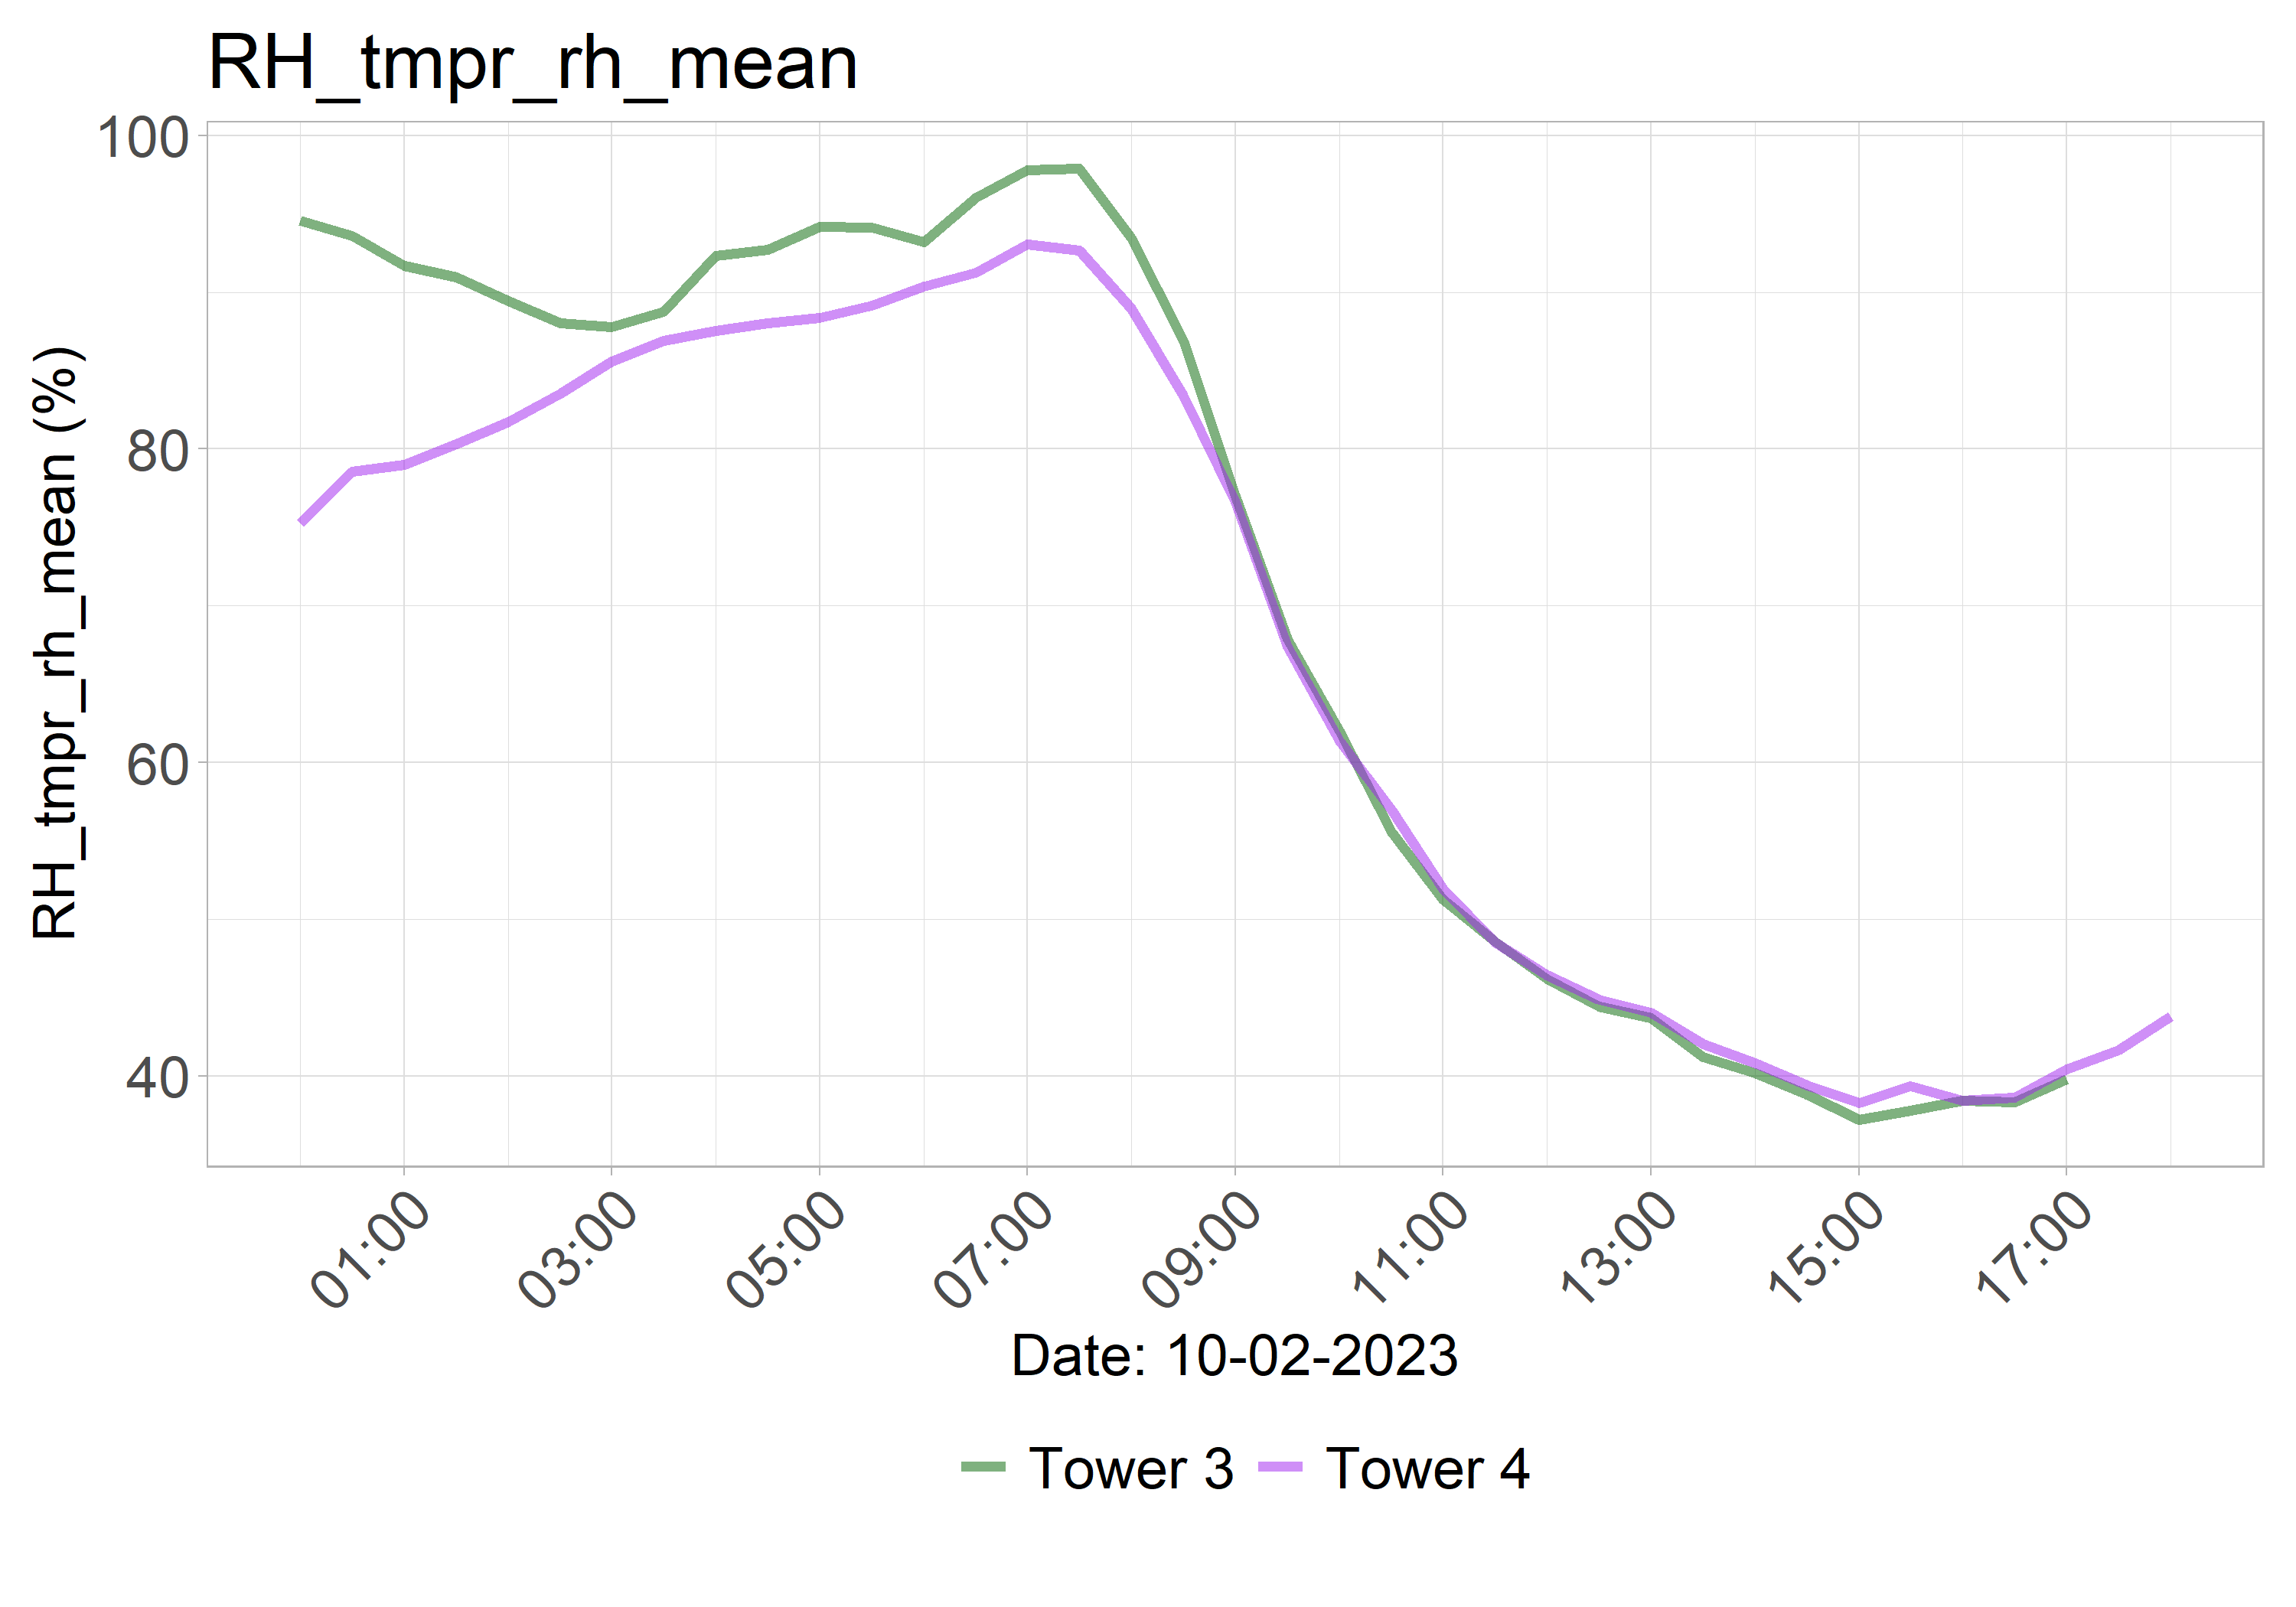 RH_tmpr_rh_mean
RH_tmpr_rh_mean (%)
100
80
60
40
01:00 03:00 05:00 07:00 09:00 11:00 13:00 15:00 17:00
Date: 10-02-2023
Tower 3 Tower 4